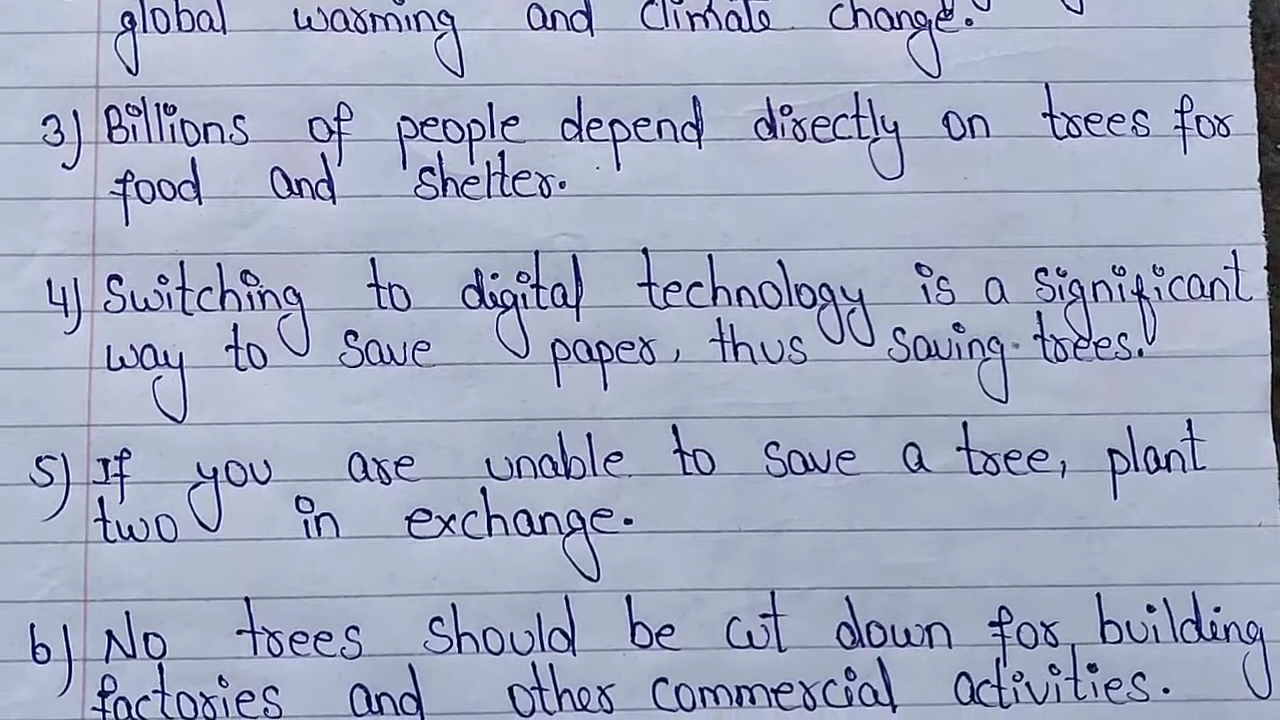 global warming and climate change.
3) Billions of people depend directly on trees for
food and shelter.
4) Switching to digital technology is a significant
way to save paper, thus saving trees.
5) If you are unable to save a tree, plant
two in exchange.
6) No trees should be cut down for building
factories and other commercial activities.